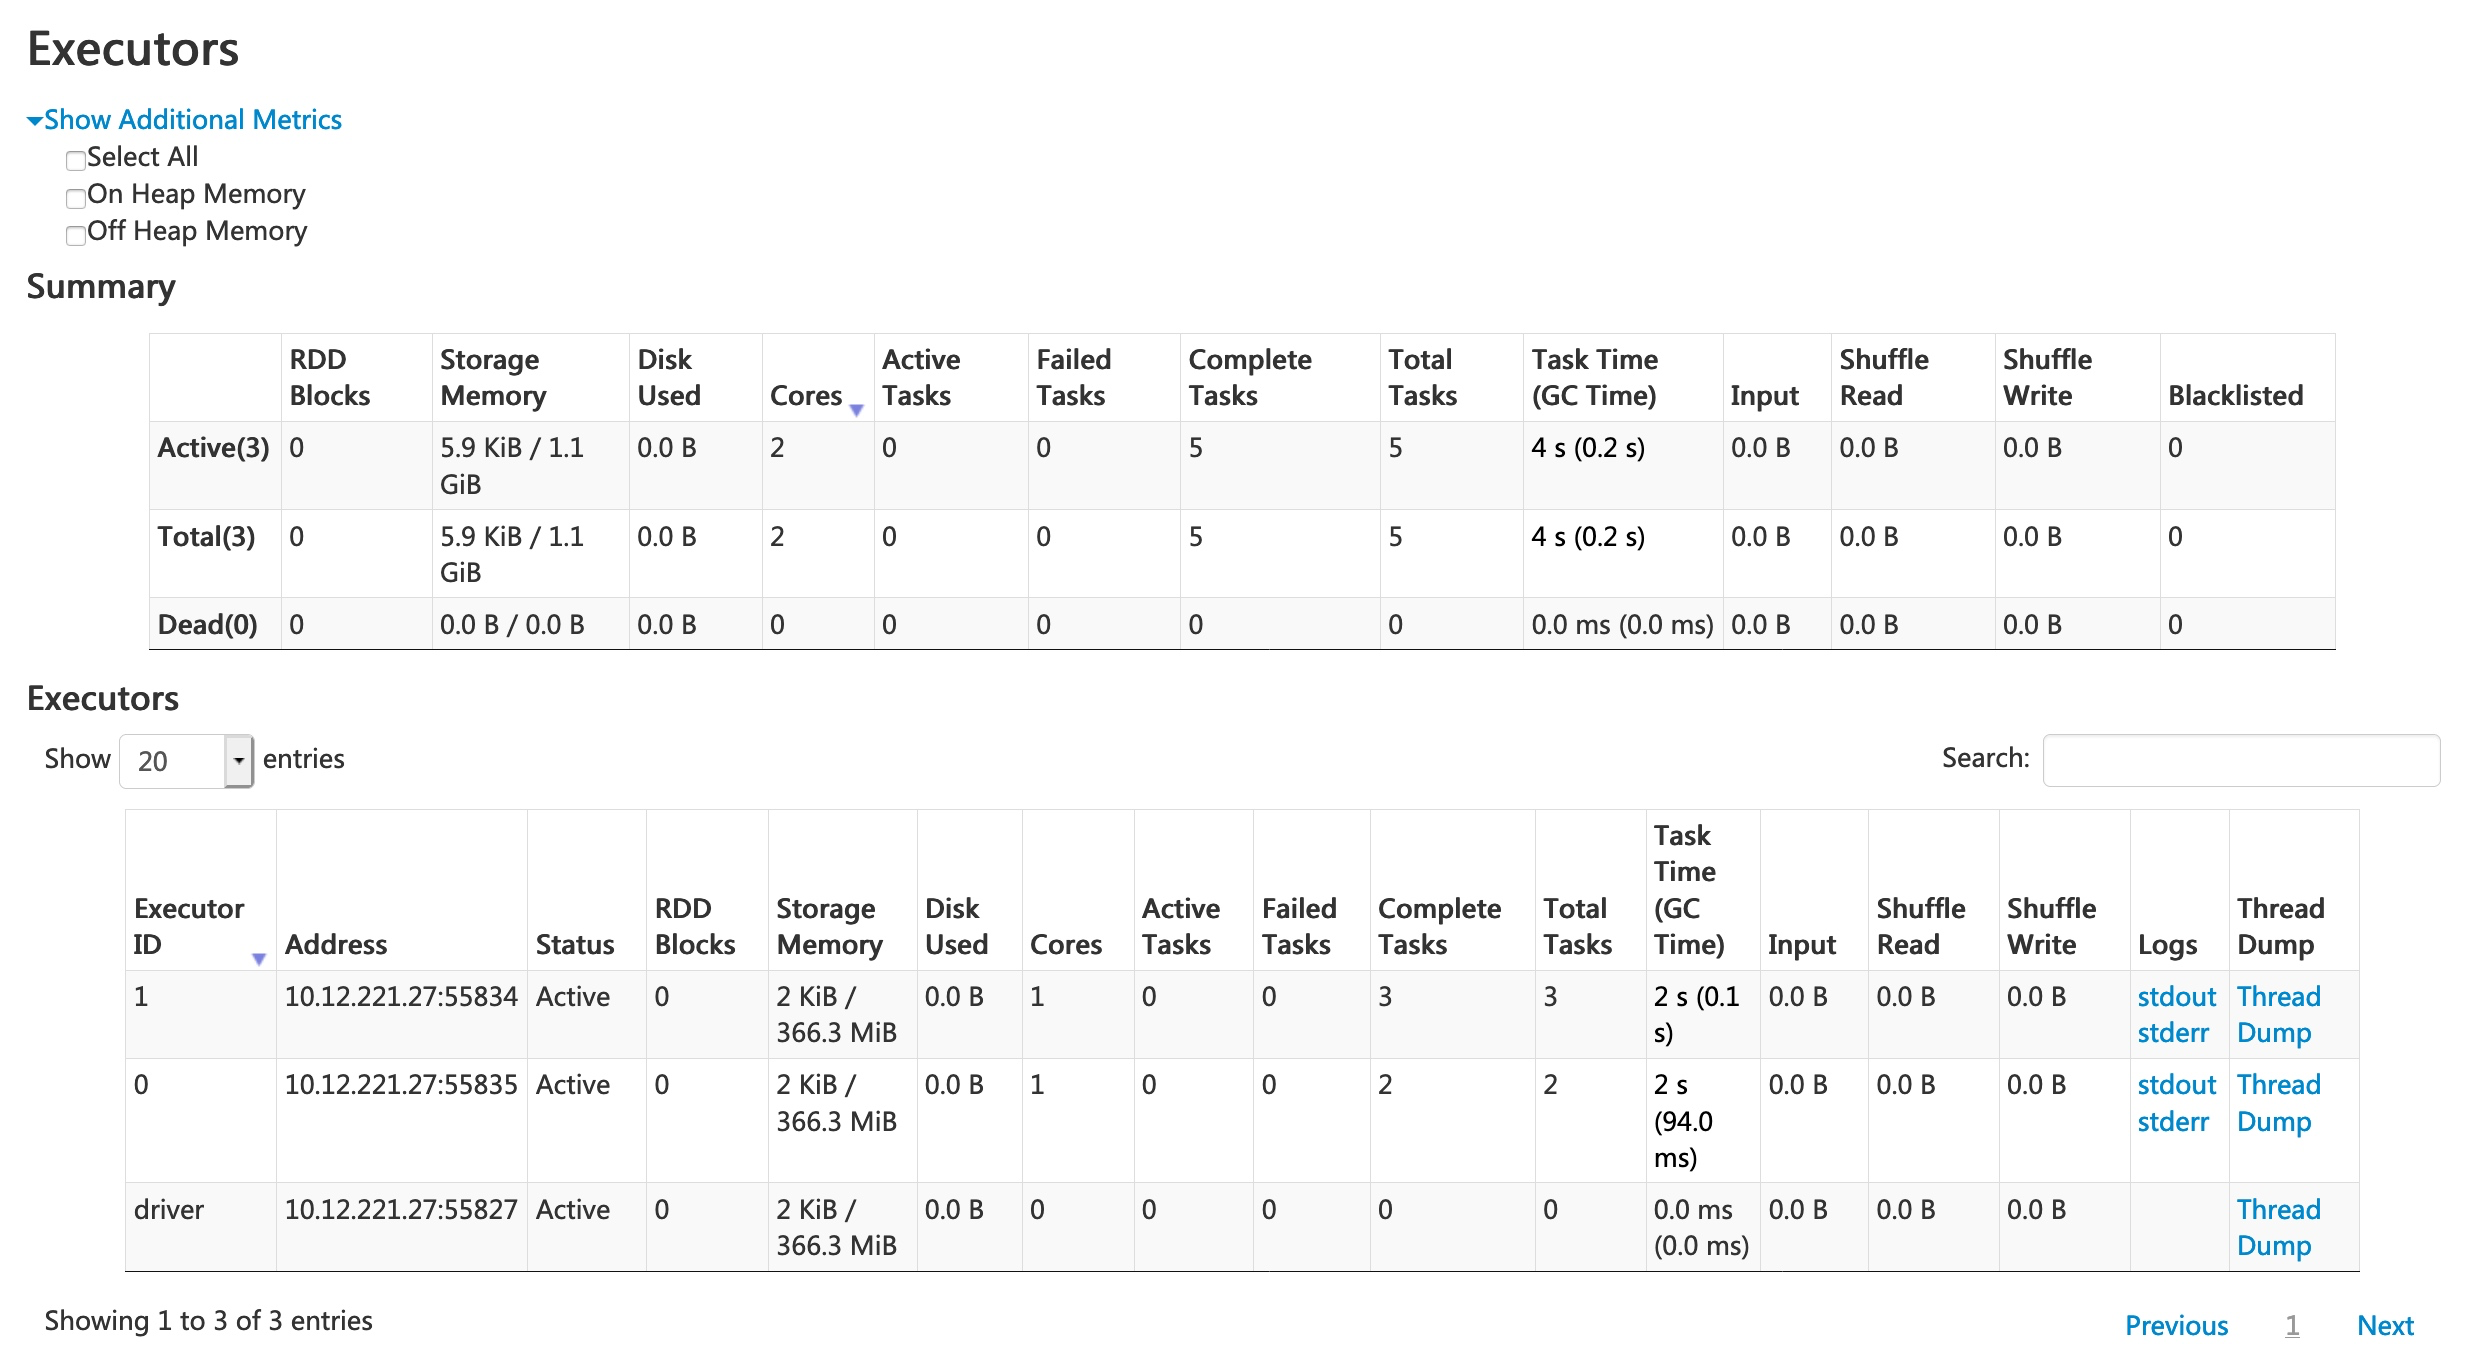 Executors
Show Additional Metrics
Select All
On Heap Memory
Off Heap Memory
Summary
RDD Blocks Storage Memory Disk Used Cores Active Tasks Failed Tasks Complete Tasks Total Tasks Task Time (GC Time) Input Shuffle Read Shuffle Write Blacklisted
Active(3) 0 5.9 KiB / 1.1 GiB 0.0 B 2 0 0 5 5 4 s (0.2 s) 0.0 B 0.0 B 0.0 B 0
Total(3) 0 5.9 KiB / 1.1 GiB 0.0 B 2 0 0 5 5 4 s (0.2 s) 0.0 B 0.0 B 0.0 B 0
Dead(0) 0 0.0 B / 0.0 B 0.0 B 0 0 0 0 0 0.0 ms (0.0 ms) 0.0 B 0.0 B 0.0 B 0
Executors
Show 20 entries Search:
Executor ID Address Status RDD Blocks Storage Memory Disk Used Cores Active Tasks Failed Tasks Complete Tasks Total Tasks Task Time (GC Time) Input Shuffle Read Shuffle Write Logs Thread Dump
1 10.12.221.27:55834 Active 0 2 KiB / 366.3 MiB 0.0 B 1 0 0 3 3 2 s (0.1 s) 0.0 B 0.0 B 0.0 B stdout stderr Thread Dump
0 10.12.221.27:55835 Active 0 2 KiB / 366.3 MiB 0.0 B 1 0 0 2 2 2 s (94.0 ms) 0.0 B 0.0 B 0.0 B stdout stderr Thread Dump
driver 10.12.221.27:55827 Active 0 2 KiB / 366.3 MiB 0.0 B 0 0 0 0 0 0.0 ms (0.0 ms) 0.0 B 0.0 B 0.0 B Thread Dump
Showing 1 to 3 of 3 entries Previous 1 Next